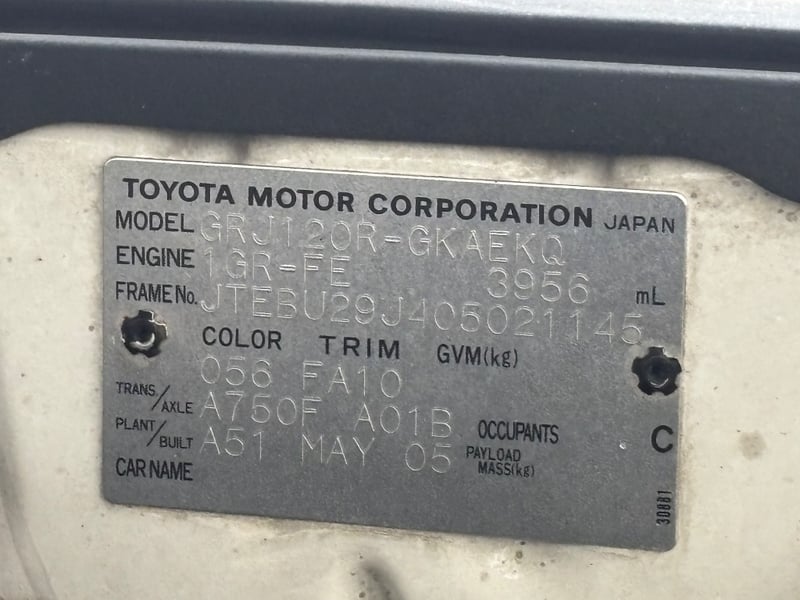 TOYOTA MOTOR CORPORATION JAPAN
MODEL GRJ120R-GKAEKQ
ENGINE 1GR-FE 3956 mL
FRAME No. JTEBU29J405021145
COLOR TRIM GVM(kg)
056 FA10
TRANS/AXLE A750F A01B OCCUPANTS C
PLANT/BUILT A51 MAY 05 PAYLOAD MASS(kg)
CAR NAME
30881